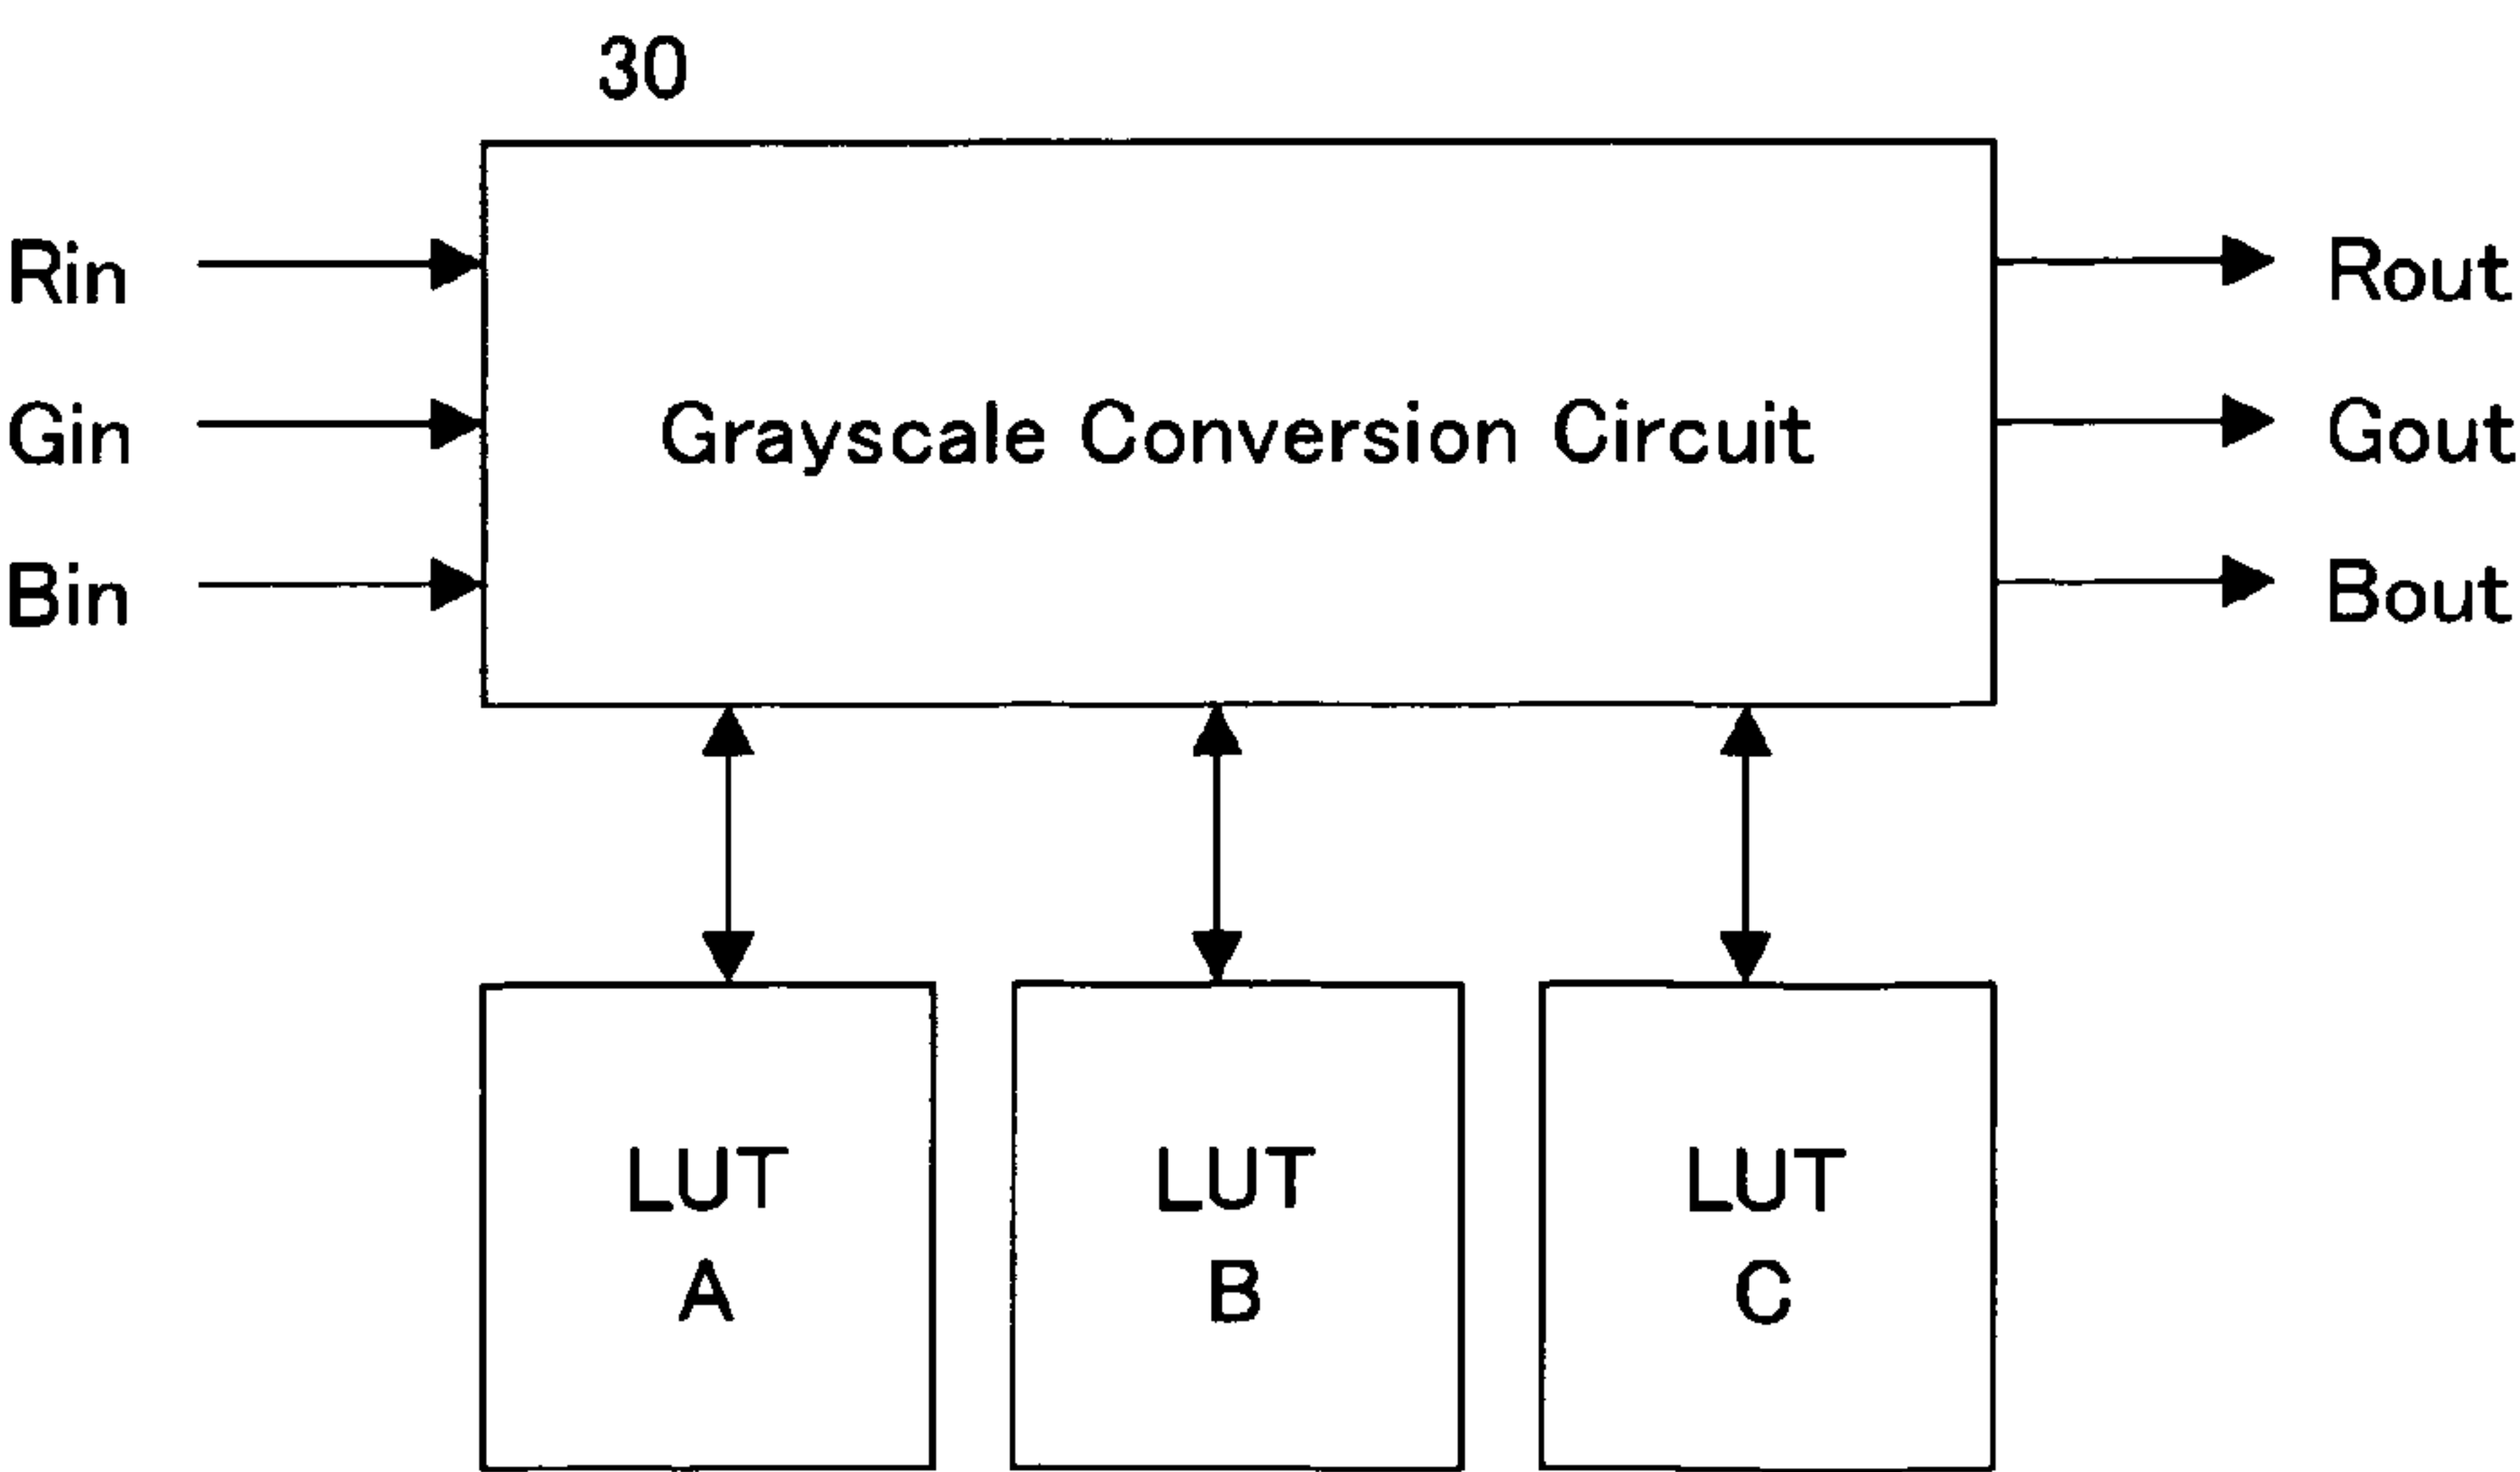 30
Rin
Rout
Gin
Grayscale Conversion Circuit
Gout
Bin
Bout
LUT
A
LUT
B
LUT
C